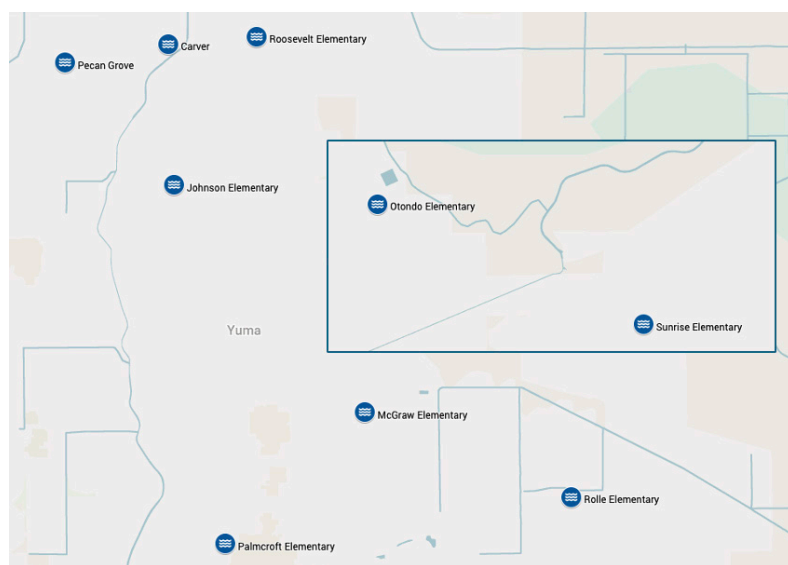 Roosevelt Elementary
Carver
Pecan Grove
Johnson Elementary
Otondo Elementary
Sunrise Elementary
Yuma
McGraw Elementary
Rolle Elementary
Palmcroft Elementary